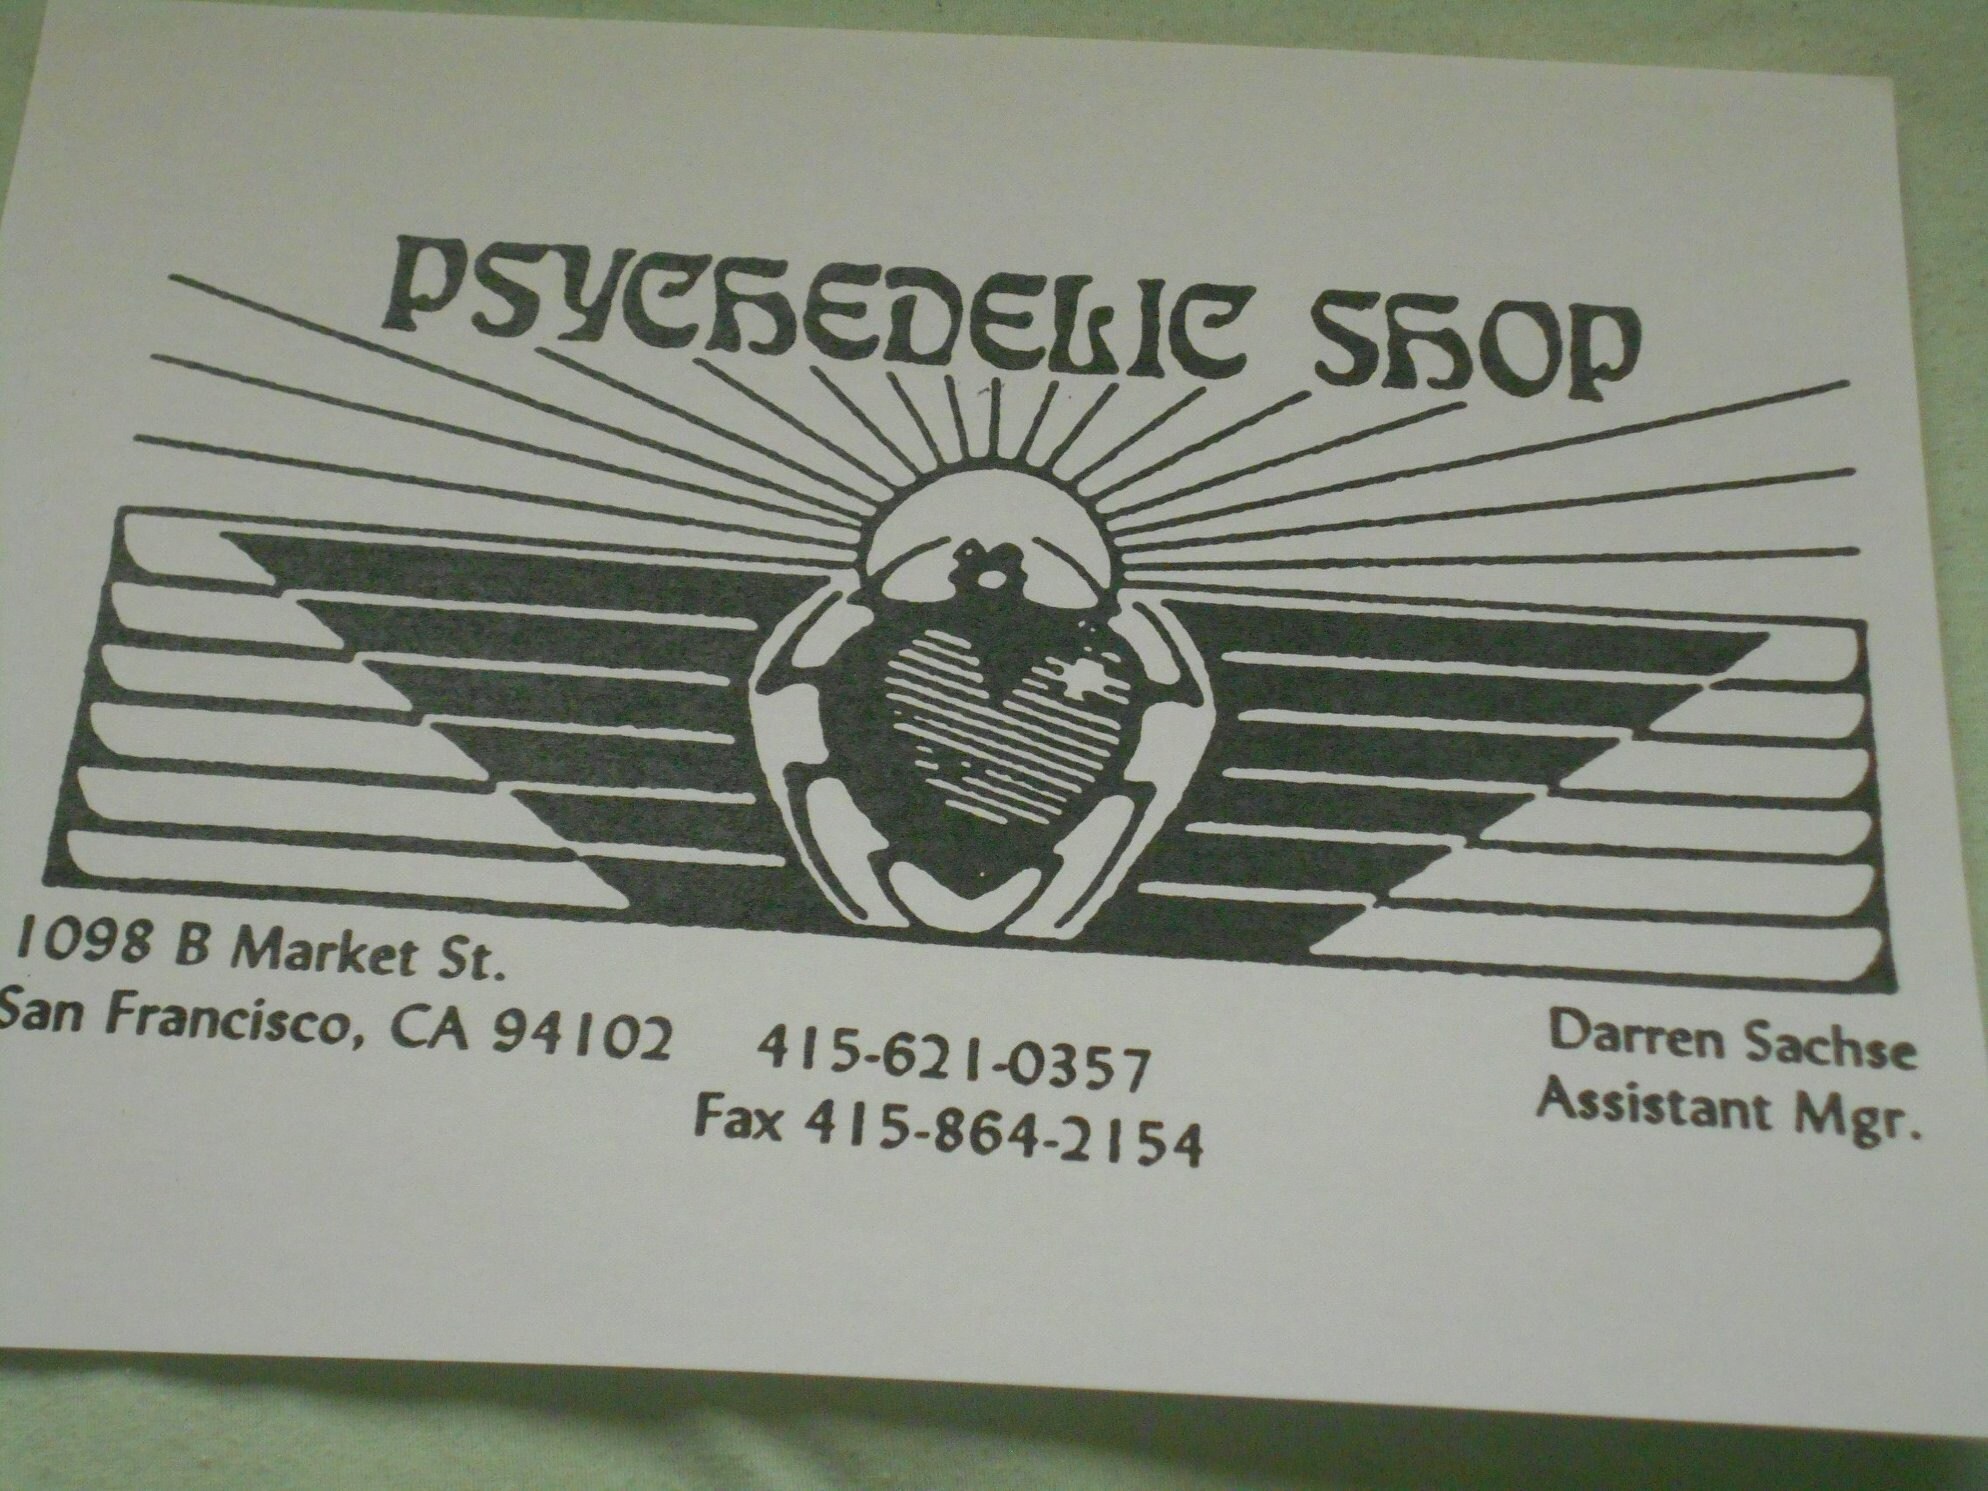 PSYCHEDELIC SHOP
1098 B Market St.
San Francisco, CA 94102
415-621-0357
Fax 415-864-2154
Darren Sachse
Assistant Mgr.